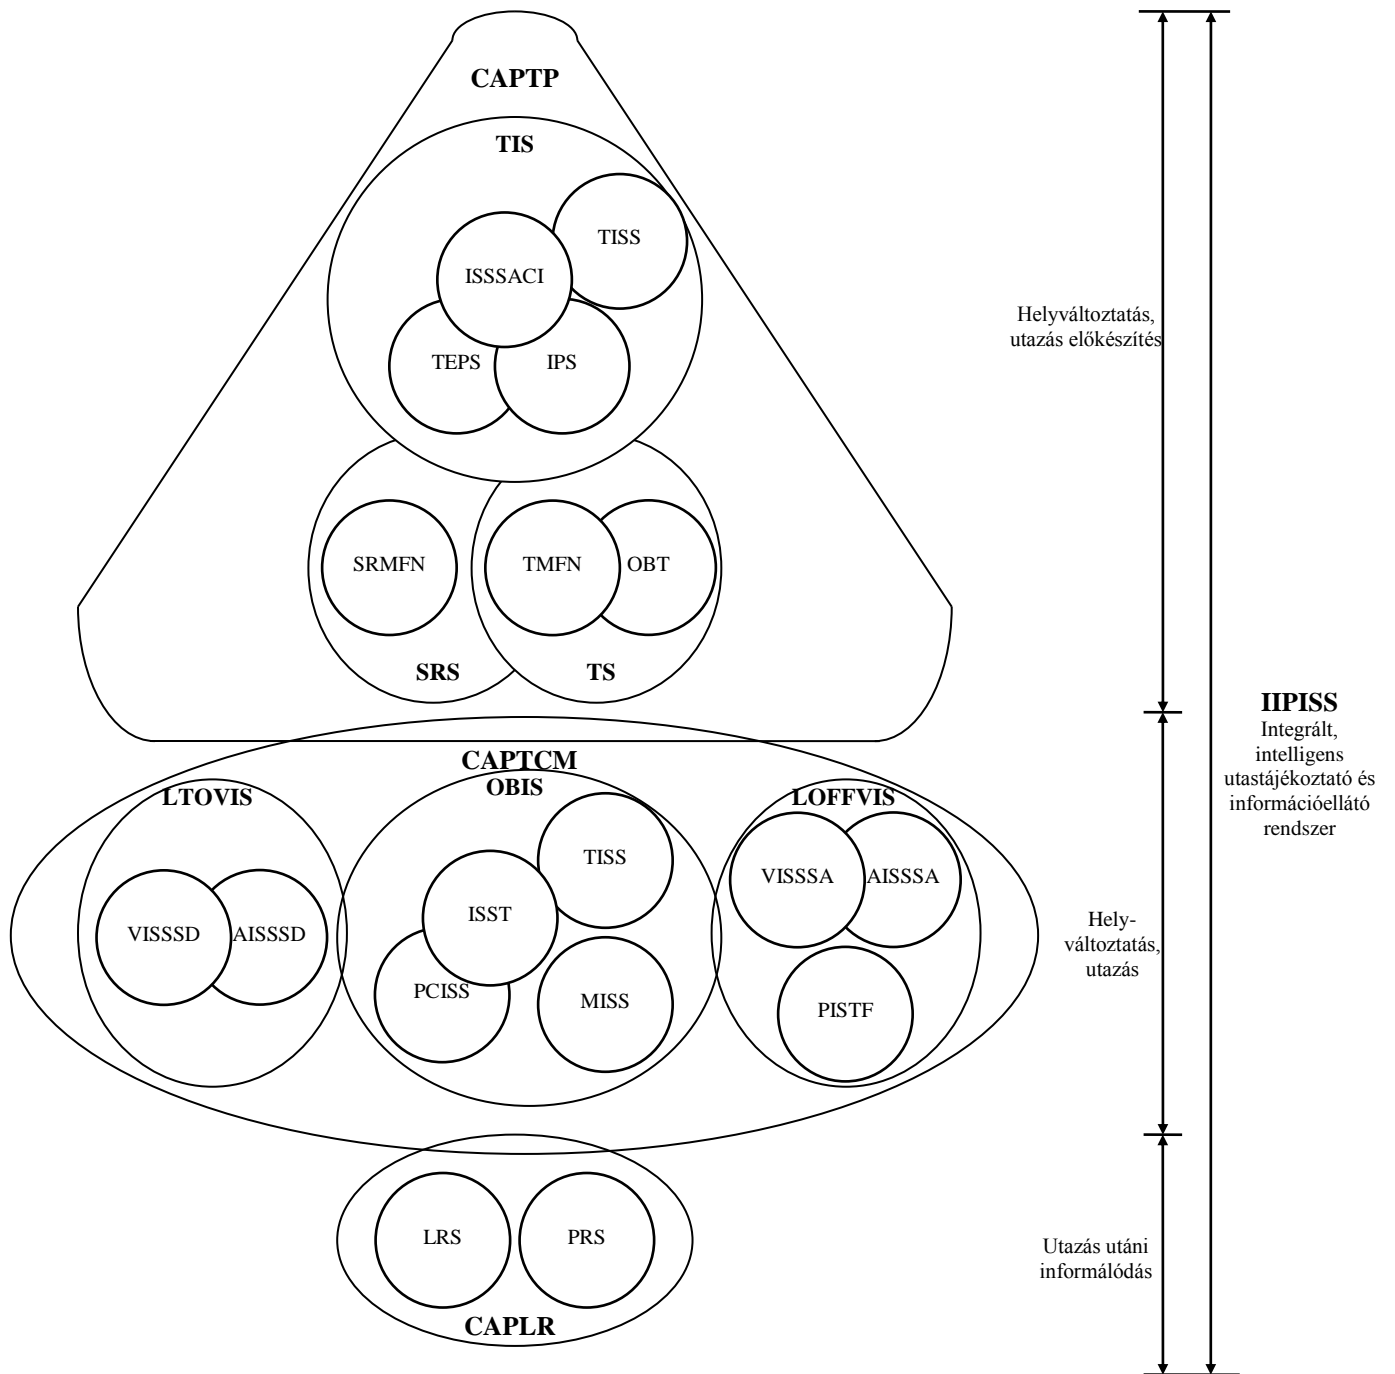 CAPTP
TIS
TISS
ISSSACI
TEPS
IPS
SRMFN
TMFN
OBT
SRS
TS
CAPTCM
LTOVIS
OBIS
LOFFVIS
TISS
VISSSA
AISSSA
ISST
VISSSD
AISSSD
PCISS
MISS
PISTF
LRS
PRS
CAPLR
Helyváltoztatás,
utazás előkészítés
Hely-
változtatás,
utazás
Utazás utáni
informálódás
IIPISS
Integrált,
intelligens
utastájékoztató és
információellátó
rendszer